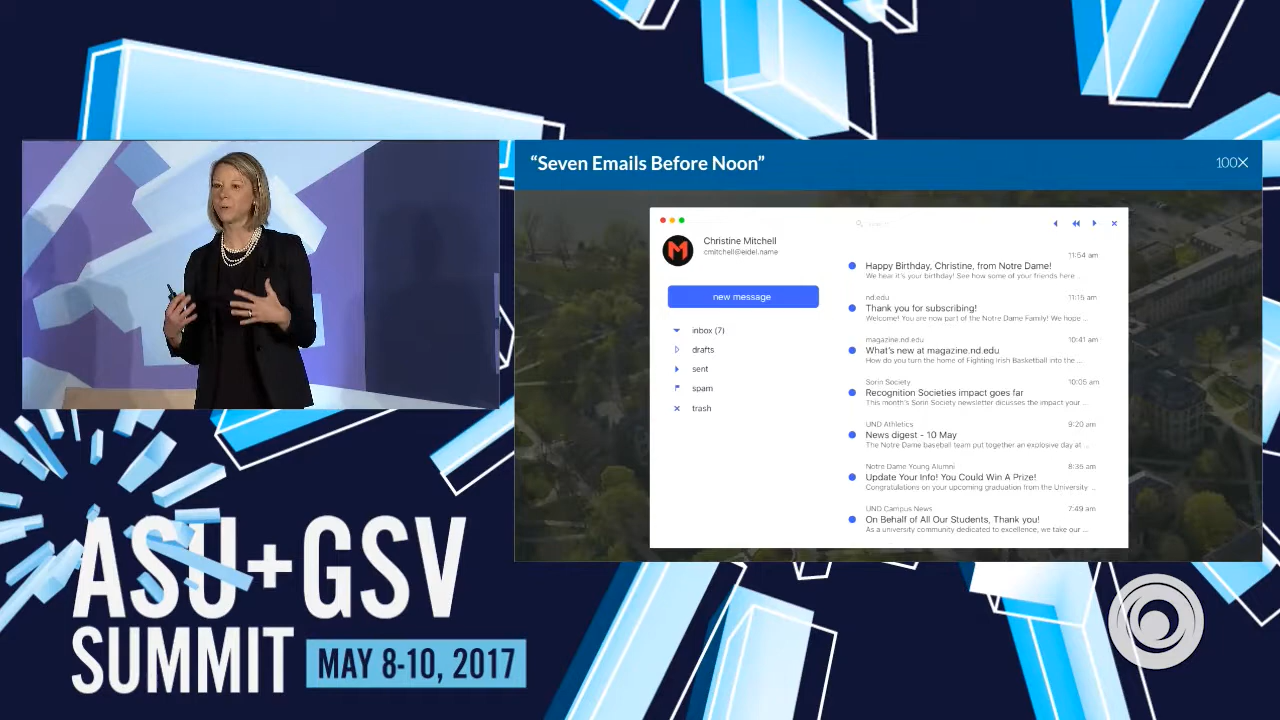 “Seven Emails Before Noon”
100X
Christine Mitchell
cmitchell@eidel.name
new message
inbox (7)
drafts
sent
spam
trash
11:54 am
Happy Birthday, Christine, from Notre Dame!
We hear it's your birthday! See how some of your friends here ...
nd.edu 11:15 am
Thank you for subscribing!
Welcome! You are now part of the Notre Dame Family! We hope ...
magazine.nd.edu 10:41 am
What's new at magazine.nd.edu
How do you turn the home of Fighting Irish Basketball into the ...
Sorin Society 10:05 am
Recognition Societies impact goes far
This month's Sorin Society newsletter dicusses the impact your ...
UND Athletics 9:20 am
News digest - 10 May
The Notre Dame baseball team put together an explosive day at ...
Notre Dame Young Alumni 8:35 am
Update Your Info! You Could Win A Prize!
Congratulations on your upcoming graduation from the University ...
UND Campus News 7:49 am
On Behalf of All Our Students, Thank you!
As a university community dedicated to excellence, we take our ...
ASU+GSV
SUMMIT
MAY 8-10, 2017